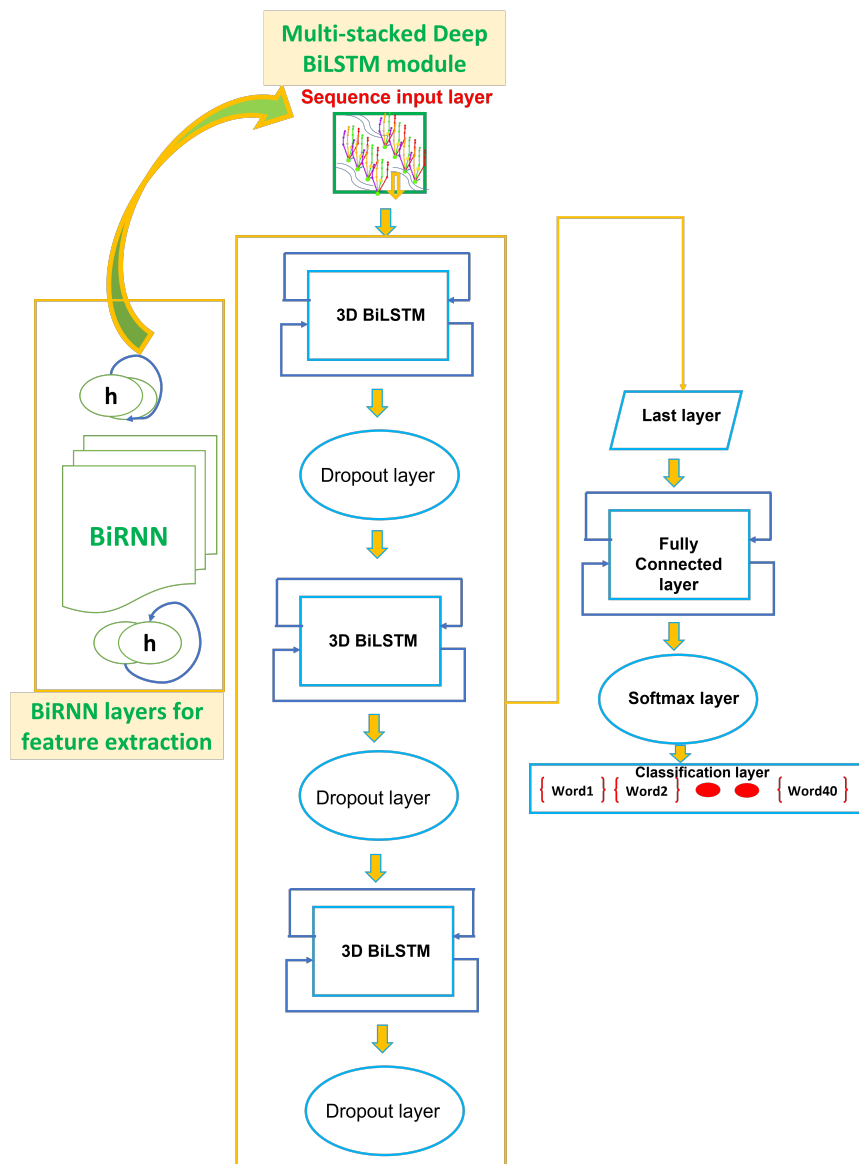 Multi-stacked Deep
BiLSTM module
Sequence input layer
h
BiRNN
h
BiRNN layers for
feature extraction
3D BiLSTM
Dropout layer
3D BiLSTM
Dropout layer
3D BiLSTM
Dropout layer
Last layer
Fully
Connected
layer
Softmax layer
Classification layer
{ Word1 } { Word2 } { Word40 }